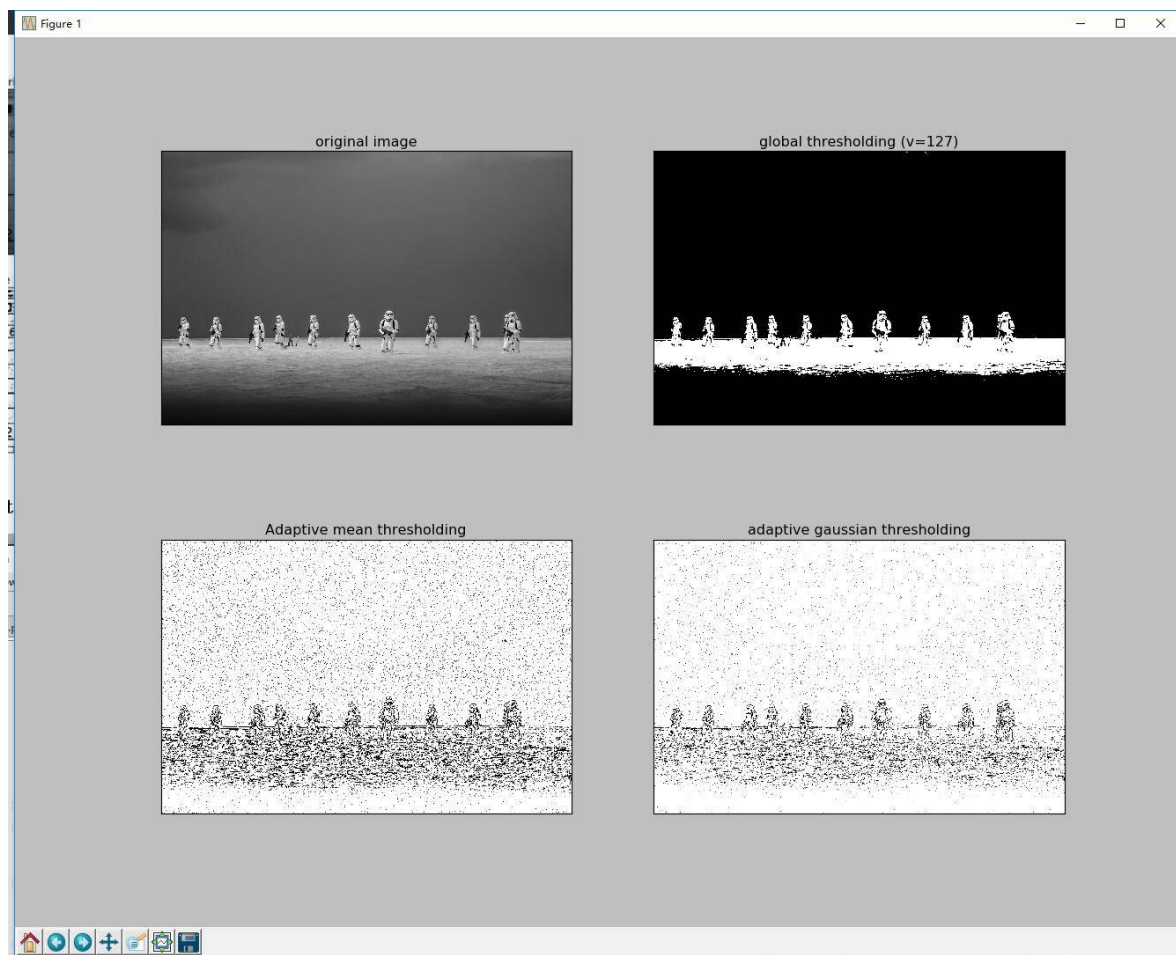 Figure 1
original image
global thresholding (v=127)
Adaptive mean thresholding
adaptive gaussian thresholding